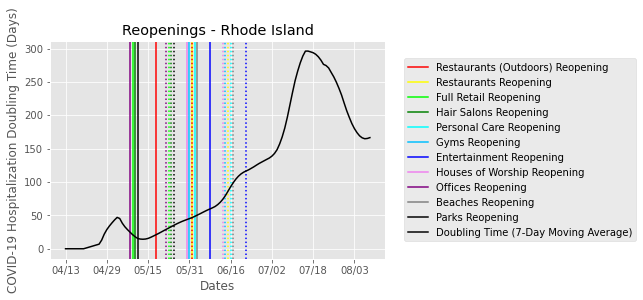 Reopenings - Rhode Island
COVID-19 Hospitalization Doubling Time (Days)
300
250
200
150
100
50
0
04/13 04/29 05/15 05/31 06/16 07/02 07/18 08/03
Dates
Restaurants (Outdoors) Reopening
Restaurants Reopening
Full Retail Reopening
Hair Salons Reopening
Personal Care Reopening
Gyms Reopening
Entertainment Reopening
Houses of Worship Reopening
Offices Reopening
Beaches Reopening
Parks Reopening
Doubling Time (7-Day Moving Average)